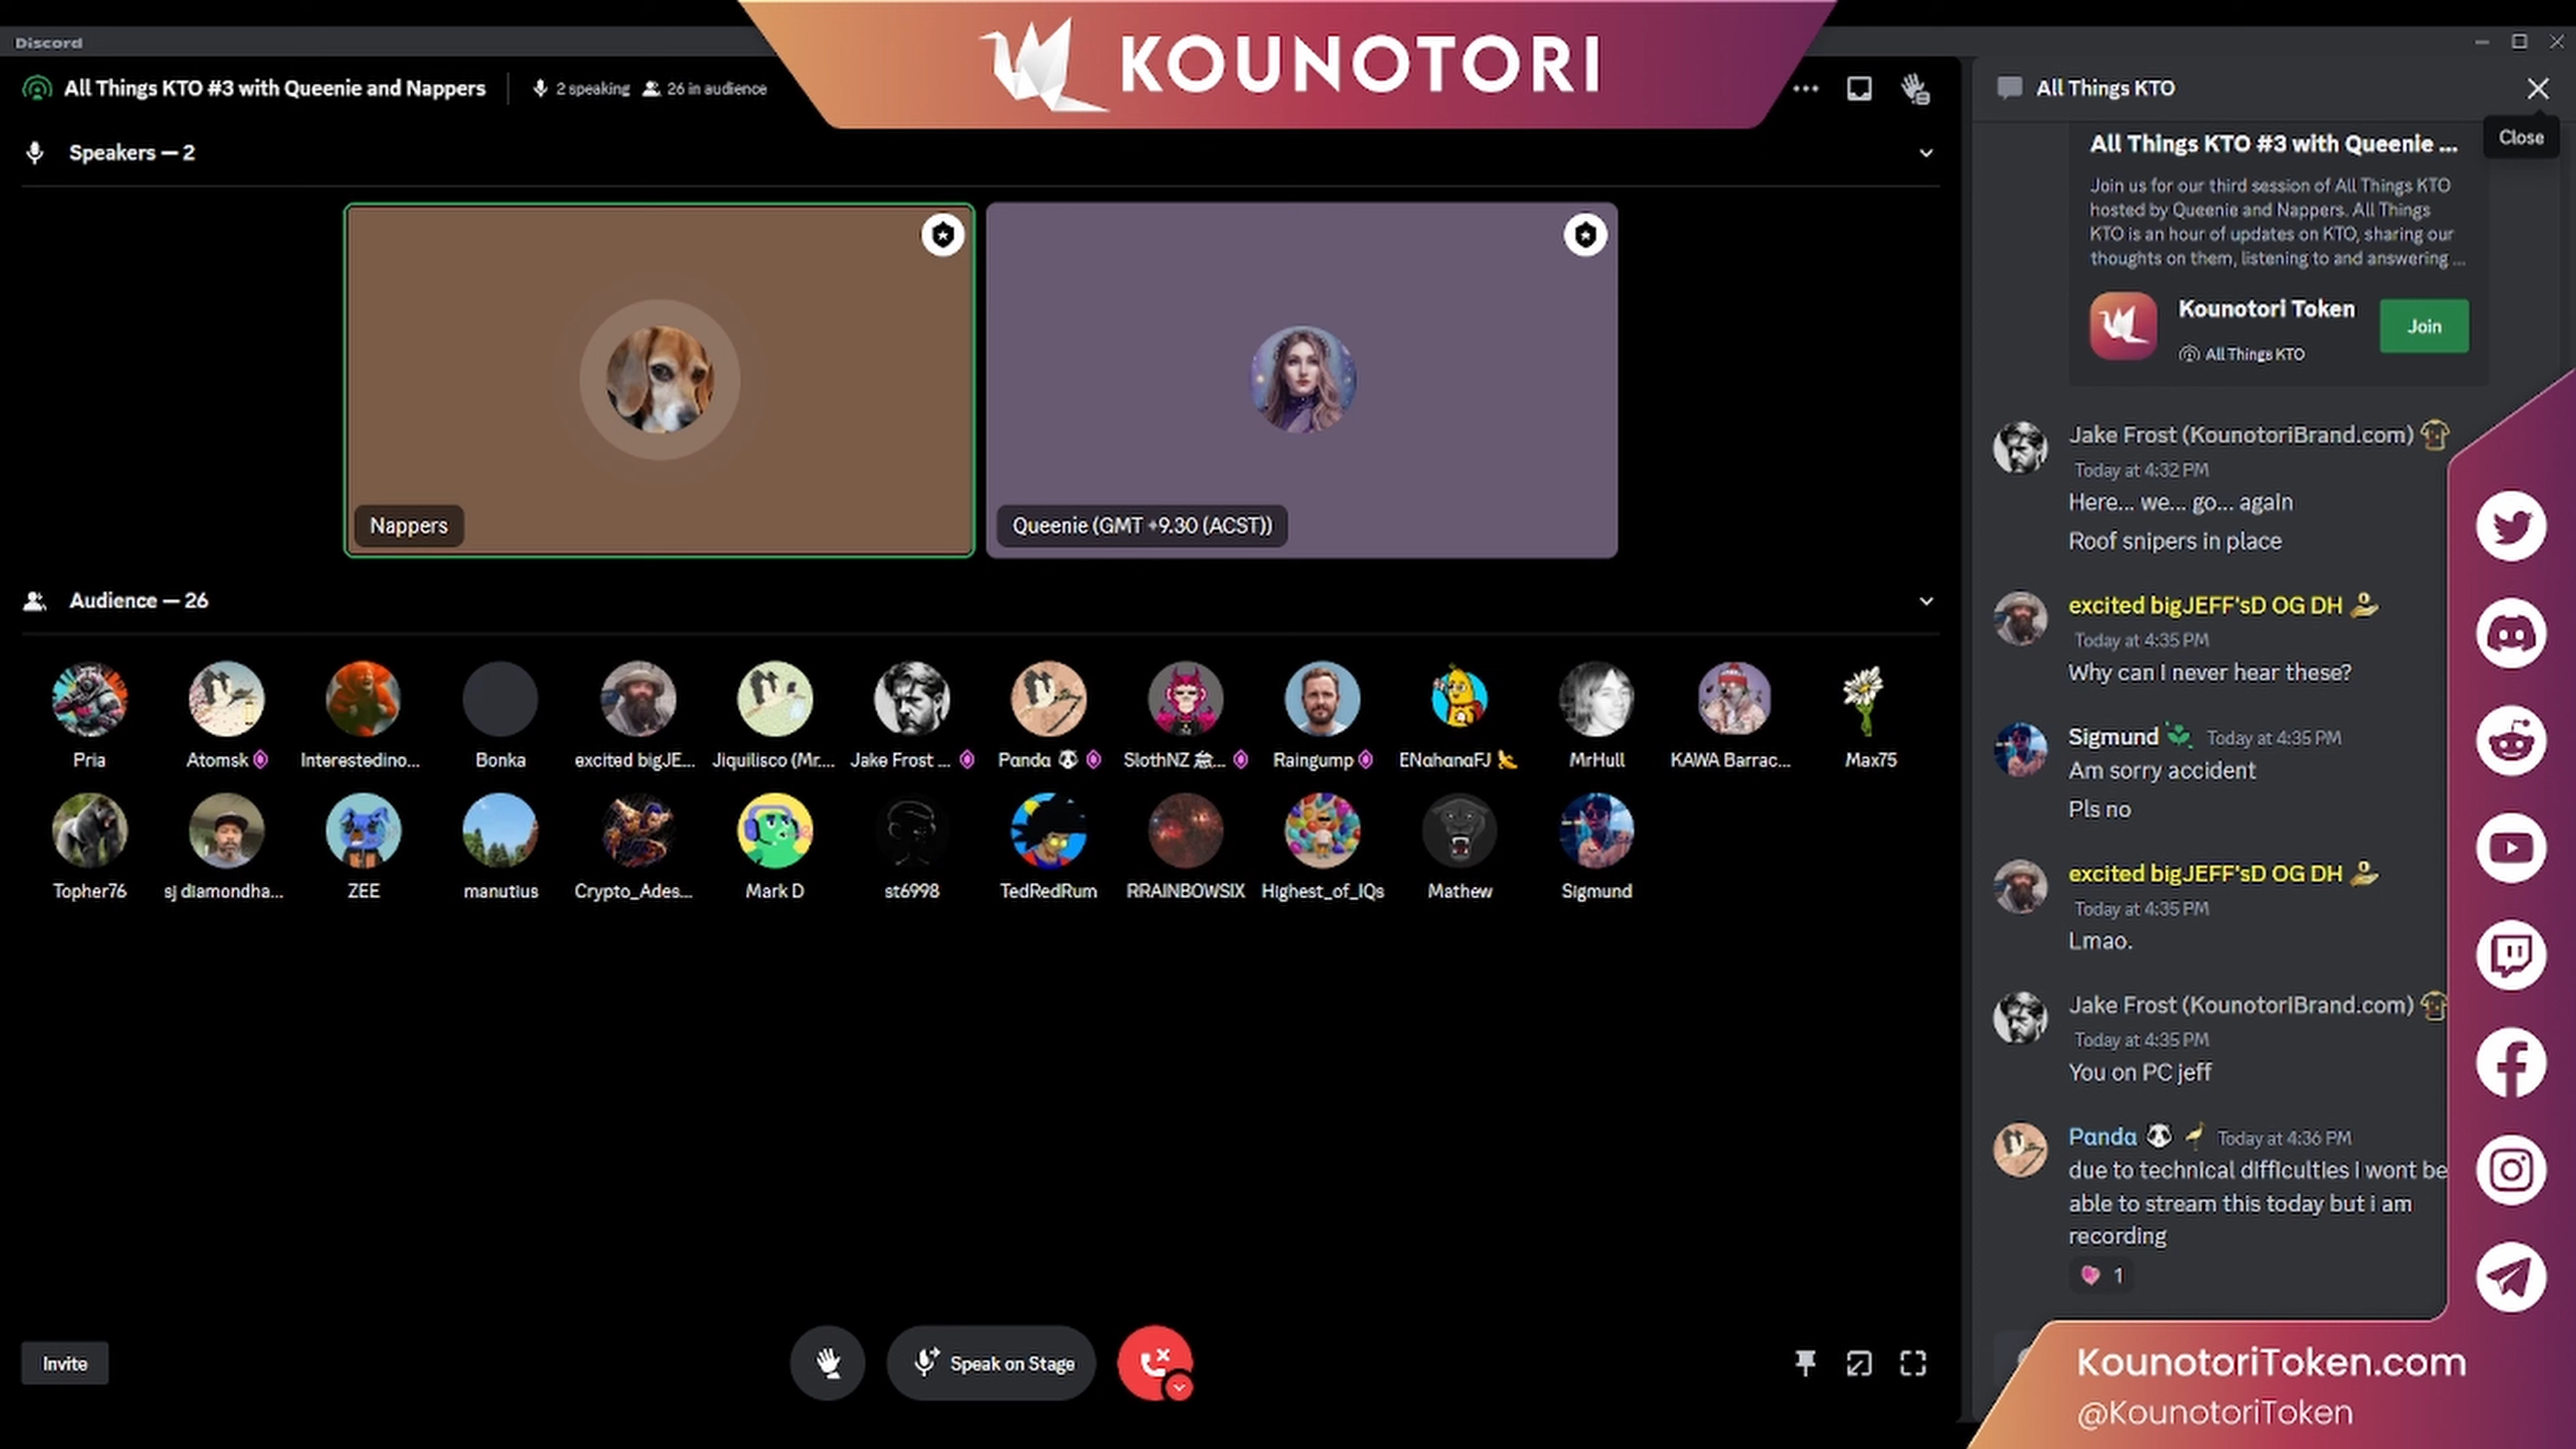 Discord
KOUNOTORI
All Things KTO #3 with Queenie and Nappers
2 speaking
26 in audience
Speakers — 2
Nappers
Queenie (GMT +9.30 (ACST))
Audience — 26
Pria
Atomsk
Interestedino...
Bonka
excited bigJE...
Jiquilisco (Mr....
Jake Frost ...
Panda
SlothNZ
Raingump
ENahanaFJ
MrHull
KAWA Barrac...
Max75
Topher76
sj diamondha...
ZEE
manutius
Crypto_Ades...
Mark D
st6998
TedRedRum
RRAINBOWSIX
Highest_of_IQs
Mathew
Sigmund
Invite
Speak on Stage
All Things KTO
Close
All Things KTO #3 with Queenie ...
Join us for our third session of All Things KTO
hosted by Queenie and Nappers. All Things
KTO is an hour of updates on KTO, sharing our
thoughts on them, listening to and answering ...
Kounotori Token
All Things KTO
Join
Jake Frost (KounotoriBrand.com)
Today at 4:32 PM
Here... we... go... again
Roof snipers in place
excited bigJEFF'sD OG DH
Today at 4:35 PM
Why can I never hear these?
Sigmund Today at 4:35 PM
Am sorry accident
Pls no
excited bigJEFF'sD OG DH
Today at 4:35 PM
Lmao.
Jake Frost (KounotoriBrand.com)
Today at 4:35 PM
You on PC jeff
Panda Today at 4:36 PM
due to technical difficulties i wont be
able to stream this today but i am
recording
1
KounotoriToken.com
@KounotoriToken